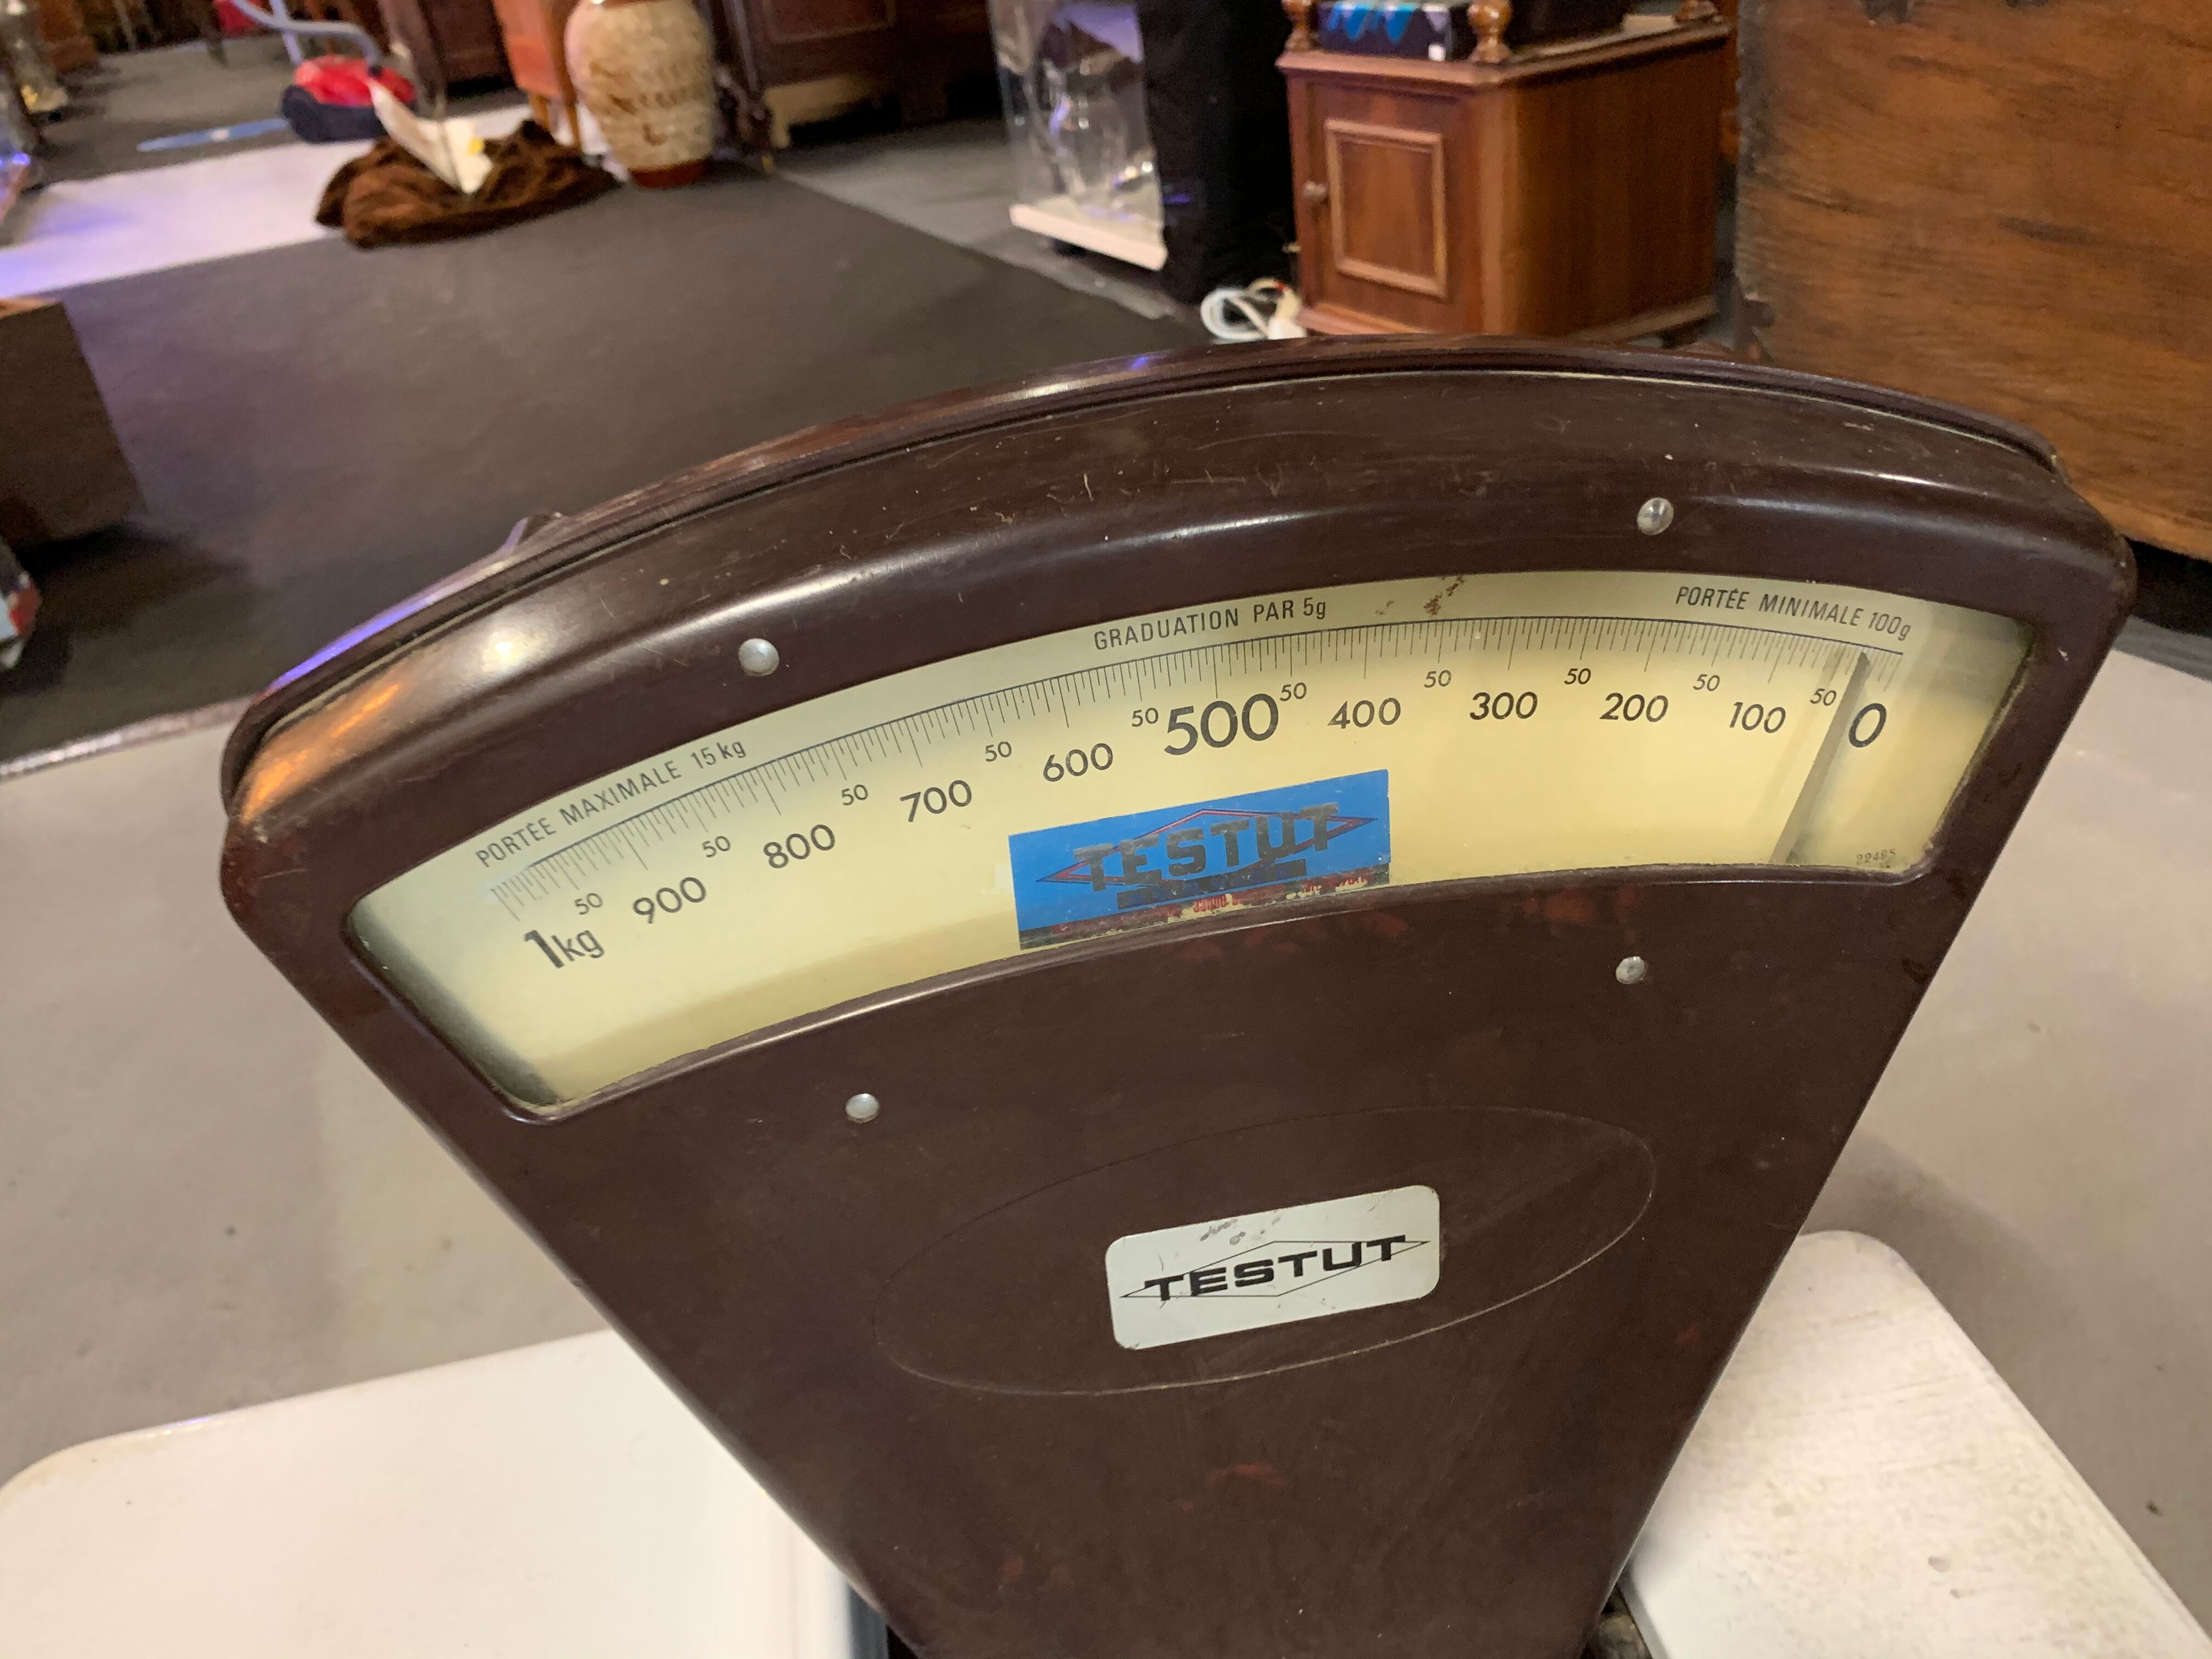 PORTÉE MAXIMALE 15 kg
GRADUATION PAR 5g
PORTÉE MINIMALE 100g
1kg 50 900 50 800 50 700 50 600 50 500 50 400 50 300 50 200 50 100 50 0
TESTUT
22495
TESTUT